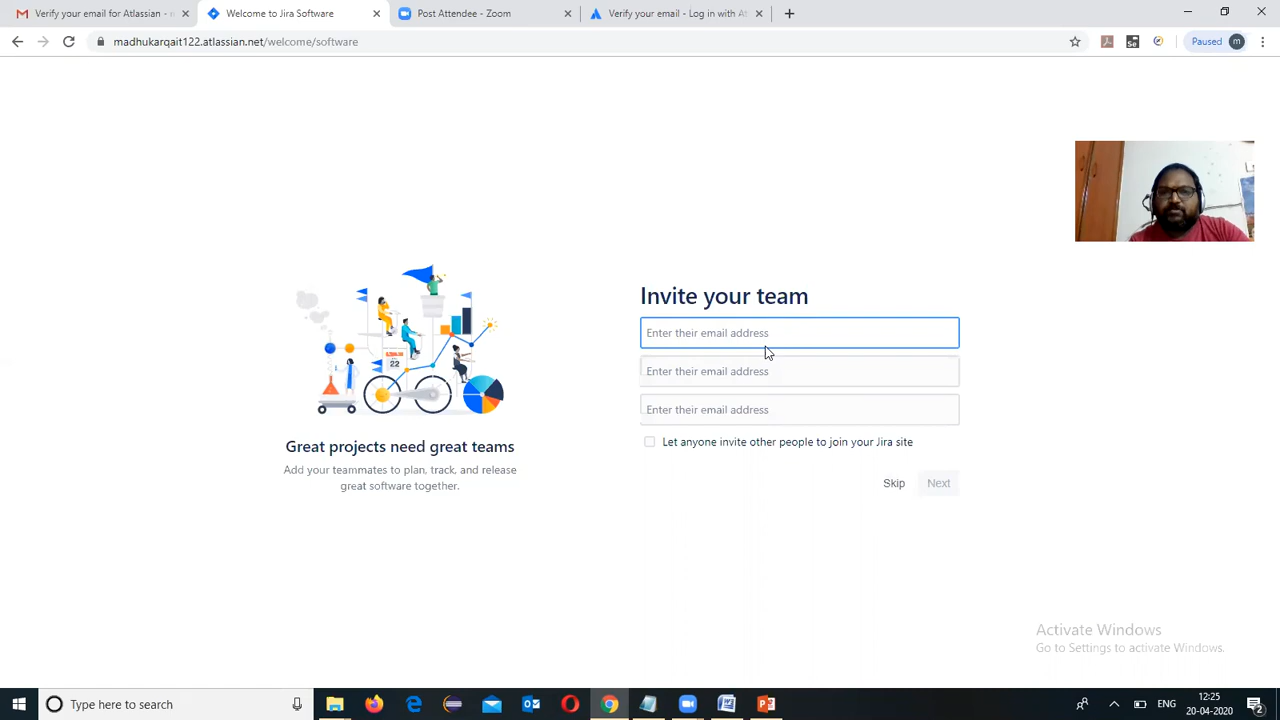 Verify your email for Atlassian - e
Welcome to Jira Software
Post Attendee - Zoom
Verify your email - Log in with At
madhukarqait122.atlassian.net/welcome/software
Se
Paused
m
Invite your team
Enter their email address
Enter their email address
Enter their email address
Let anyone invite other people to join your Jira site
Skip
Next
22
Great projects need great teams
Add your teammates to plan, track, and release
great software together.
Activate Windows
Go to Settings to activate Windows.
Type here to search
ENG
12:25
20-04-2020
2